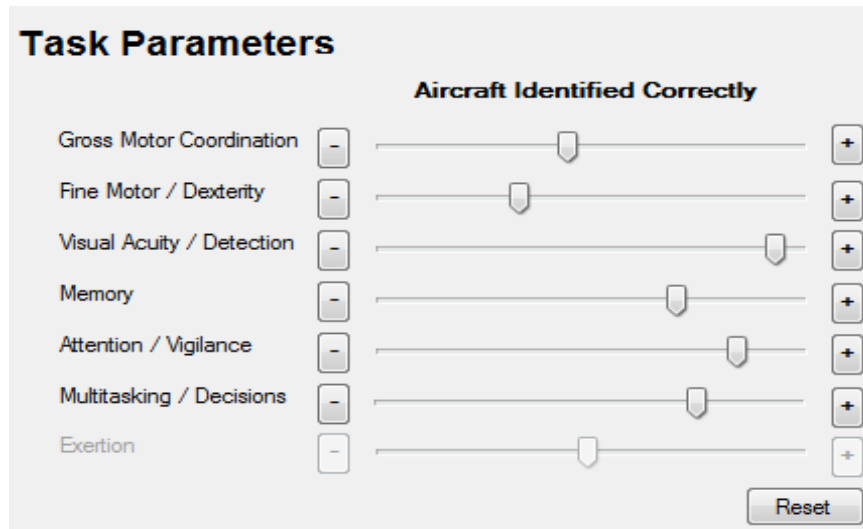 Task Parameters
Aircraft Identified Correctly
Gross Motor Coordination - +
Fine Motor / Dexterity - +
Visual Acuity / Detection - +
Memory - +
Attention / Vigilance - +
Multitasking / Decisions - +
Exertion - +
Reset